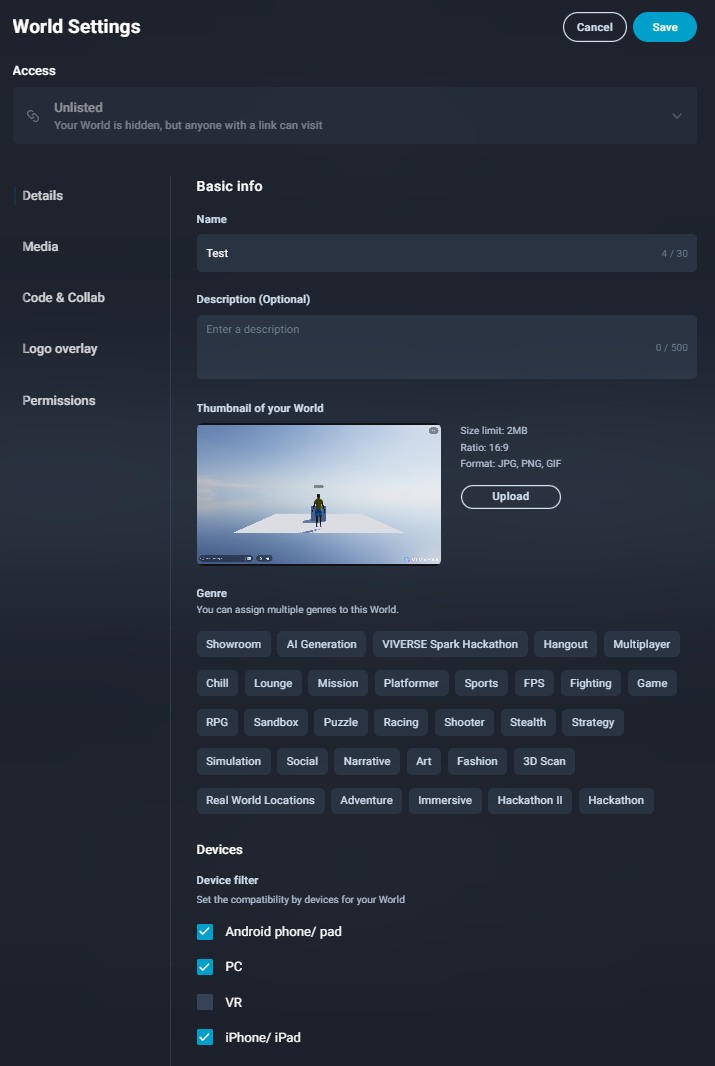 World Settings
Cancel
Save
Access
Unlisted
Your World is hidden, but anyone with a link can visit
Details
Media
Code & Collab
Logo overlay
Permissions
Basic info
Name
Test
4 / 30
Description (Optional)
Enter a description
0 / 500
Thumbnail of your World
Size limit: 2MB
Ratio: 16:9
Format: JPG, PNG, GIF
Upload
Genre
You can assign multiple genres to this World.
Showroom AI Generation VIVERSE Spark Hackathon Hangout Multiplayer
Chill Lounge Mission Platformer Sports FPS Fighting Game
RPG Sandbox Puzzle Racing Shooter Stealth Strategy
Simulation Social Narrative Art Fashion 3D Scan
Real World Locations Adventure Immersive Hackathon II Hackathon
Devices
Device filter
Set the compatibility by devices for your World
Android phone/ pad
PC
VR
iPhone/ iPad